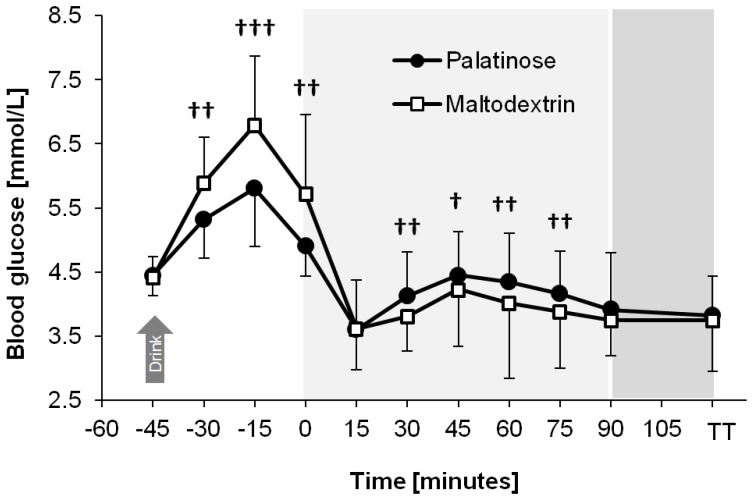 8.5
7.5
6.5
5.5
4.5
3.5
2.5
Blood glucose [mmol/L]
††
†††
††
††
†
††
††
Palatinose
Maltodextrin
Drink
-60 -45 -30 -15 0 15 30 45 60 75 90 105 TT
Time [minutes]